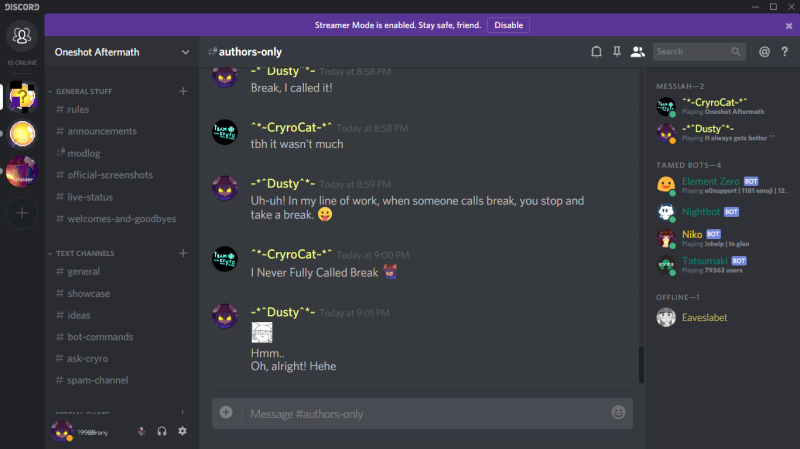 DISCORD
Streamer Mode is enabled. Stay safe, friend.
Disable
10 ONLINE
Oneshot Aftermath
GENERAL STUFF
# rules
# announcements
modlog
# official-screenshots
# live-status
# welcomes-and-goodbyes
TEXT CHANNELS
# general
# showcase
# ideas
# bot-commands
# ask-cryro
# spam-channel
#authors-only
Search
~*ˆDustyˆ*~ Today at 8:58 PM
Break, I called it!
ˆ*~CryroCat~*ˆ Today at 8:58 PM
tbh it wasn't much
~*ˆDustyˆ*~ Today at 8:59 PM
Uh-uh! In my line of work, when someone calls break, you stop and
take a break.
ˆ*~CryroCat~*ˆ Today at 9:00 PM
I Never Fully Called Break
~*ˆDustyˆ*~ Today at 9:01 PM
Hmm..
Oh, alright! Hehe
Message #authors-only
MESSIAH—2
ˆ*~CryroCat~*ˆ
Playing Oneshot Aftermath
~*ˆDustyˆ*~
Playing It always gets better ˆˆ
TAMED BOTS—4
Element Zero BOT
Playing e0support | 1181 emoji | 12..
Nightbot BOT
Niko BOT
Playing !nhelp | In glen
Tatsumaki BOT
Playing 79363 users
OFFLINE—1
Eaveslabet